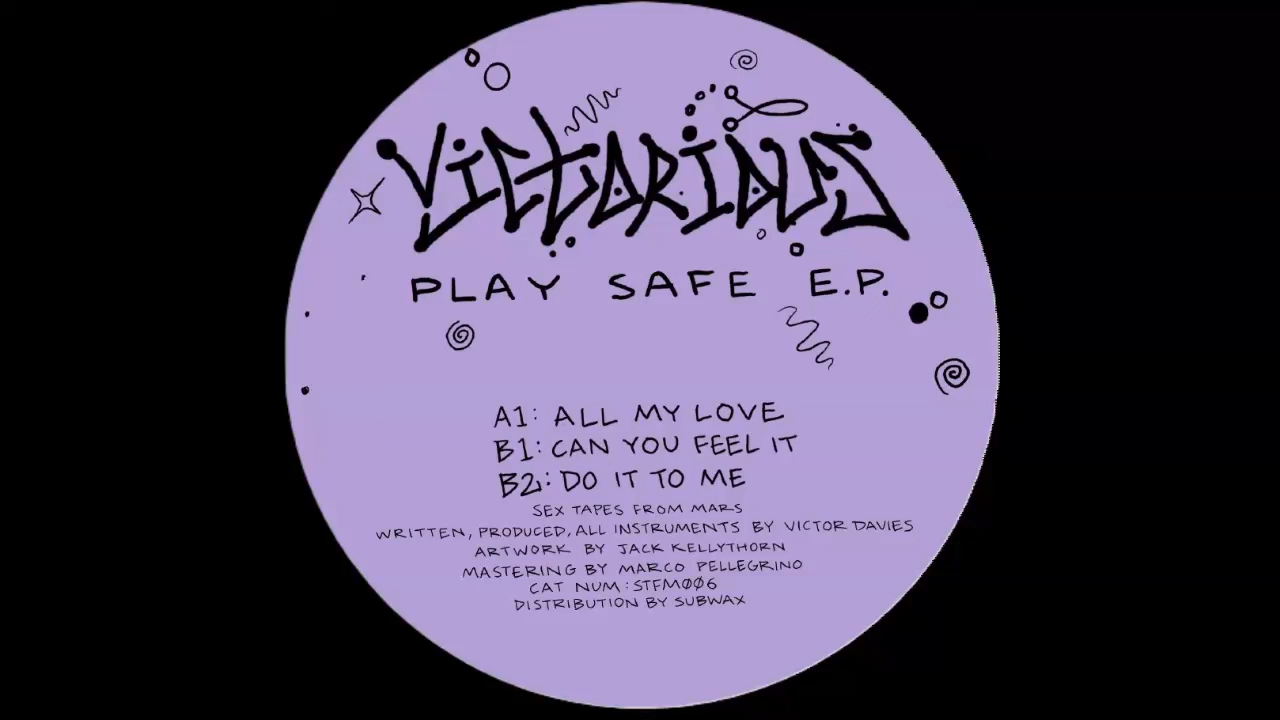 VICTORIOUS
PLAY SAFE E.P.
A1: ALL MY LOVE
B1: CAN YOU FEEL IT
B2: DO IT TO ME
SEX TAPES FROM MARS
WRITTEN, PRODUCED, ALL INSTRUMENTS BY VICTOR DAVIES
ARTWORK BY JACK KELLYTHORN
MASTERING BY MARCO PELLEGRINO
CAT NUM: STFMØØ6
DISTRIBUTION BY SUBWAX